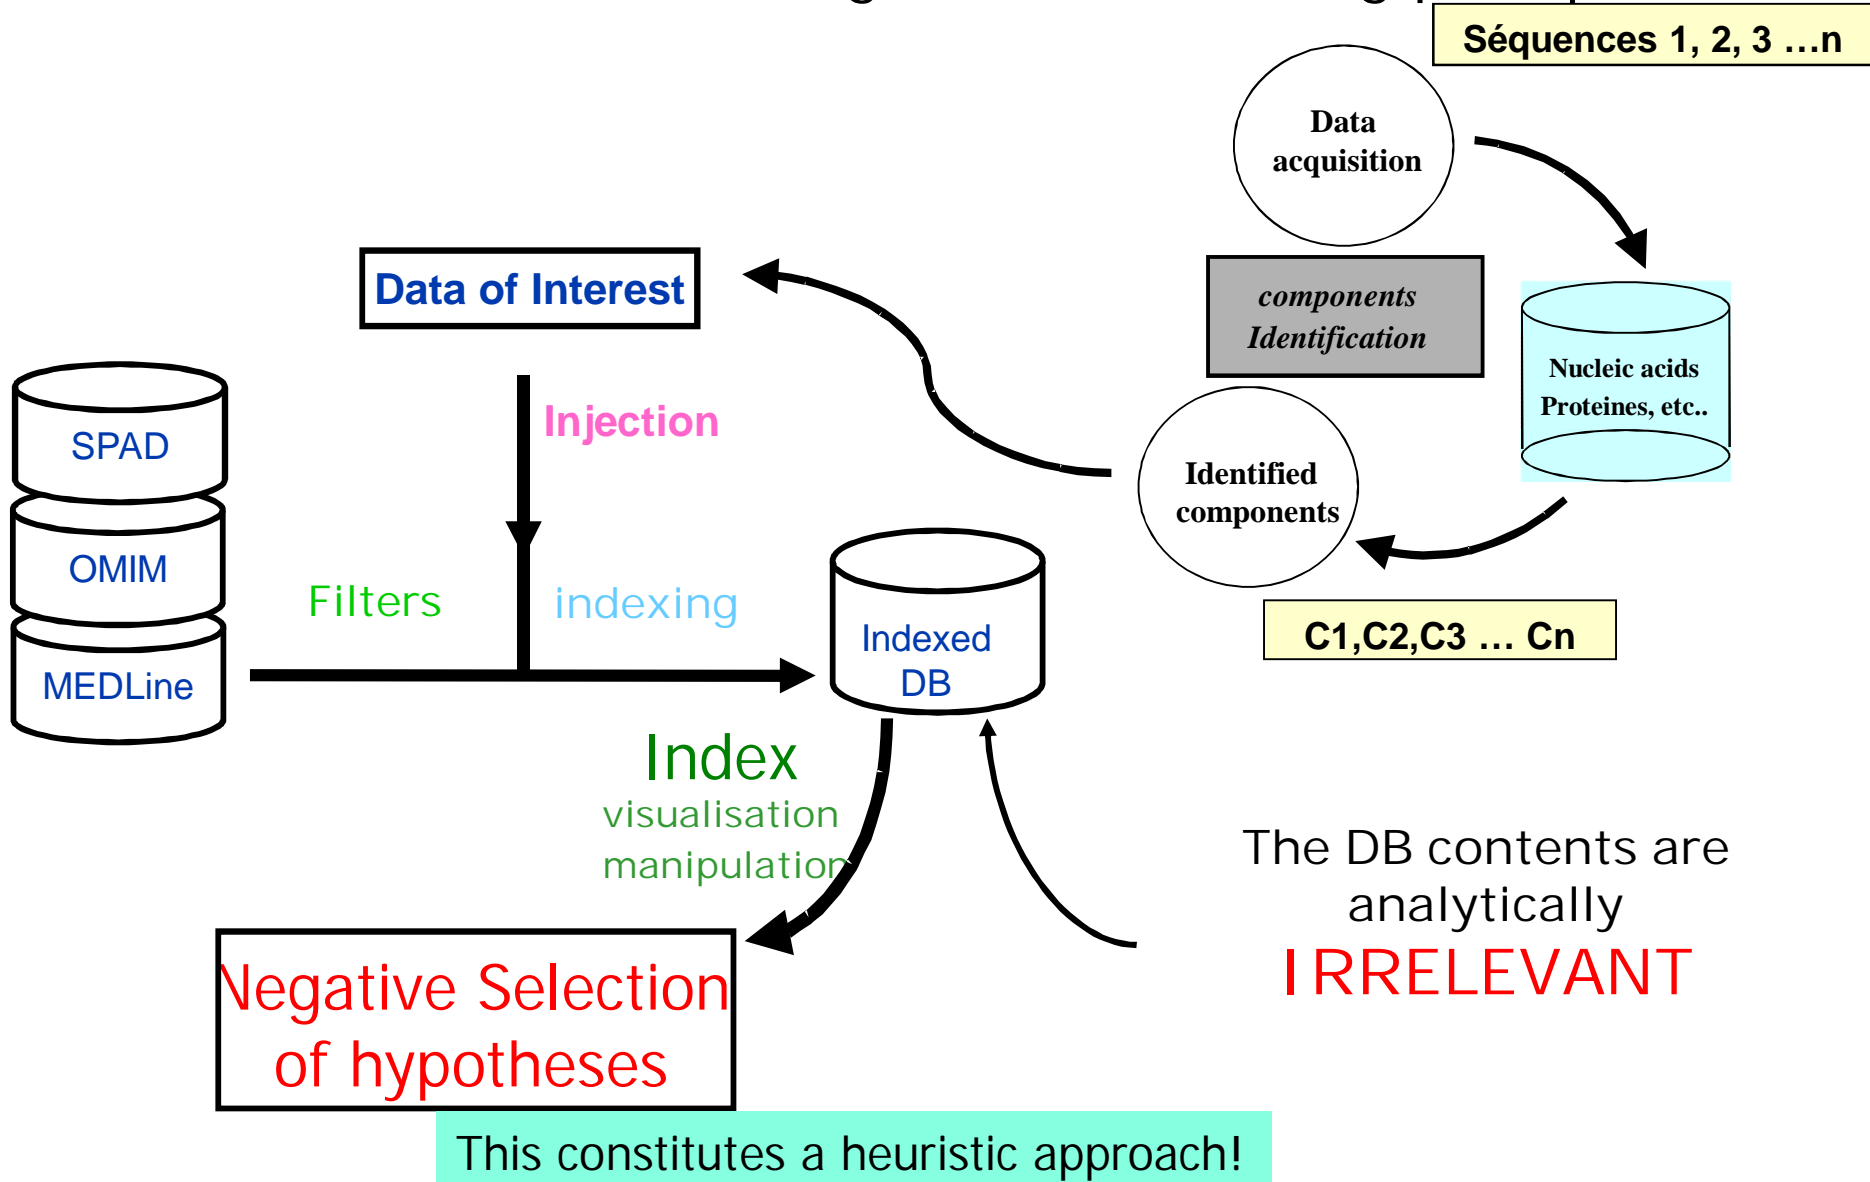 Séquences 1, 2, 3 …n
Data
acquisition
components
Identification
Nucleic acids
Proteines, etc..
Identified
components
C1,C2,C3 … Cn
Data of Interest
Injection
SPAD
OMIM
MEDLine
Filters
indexing
Indexed
DB
Index
visualisation
manipulation
The DB contents are
analytically
IRRELEVANT
Negative Selection
of hypotheses
This constitutes a heuristic approach!